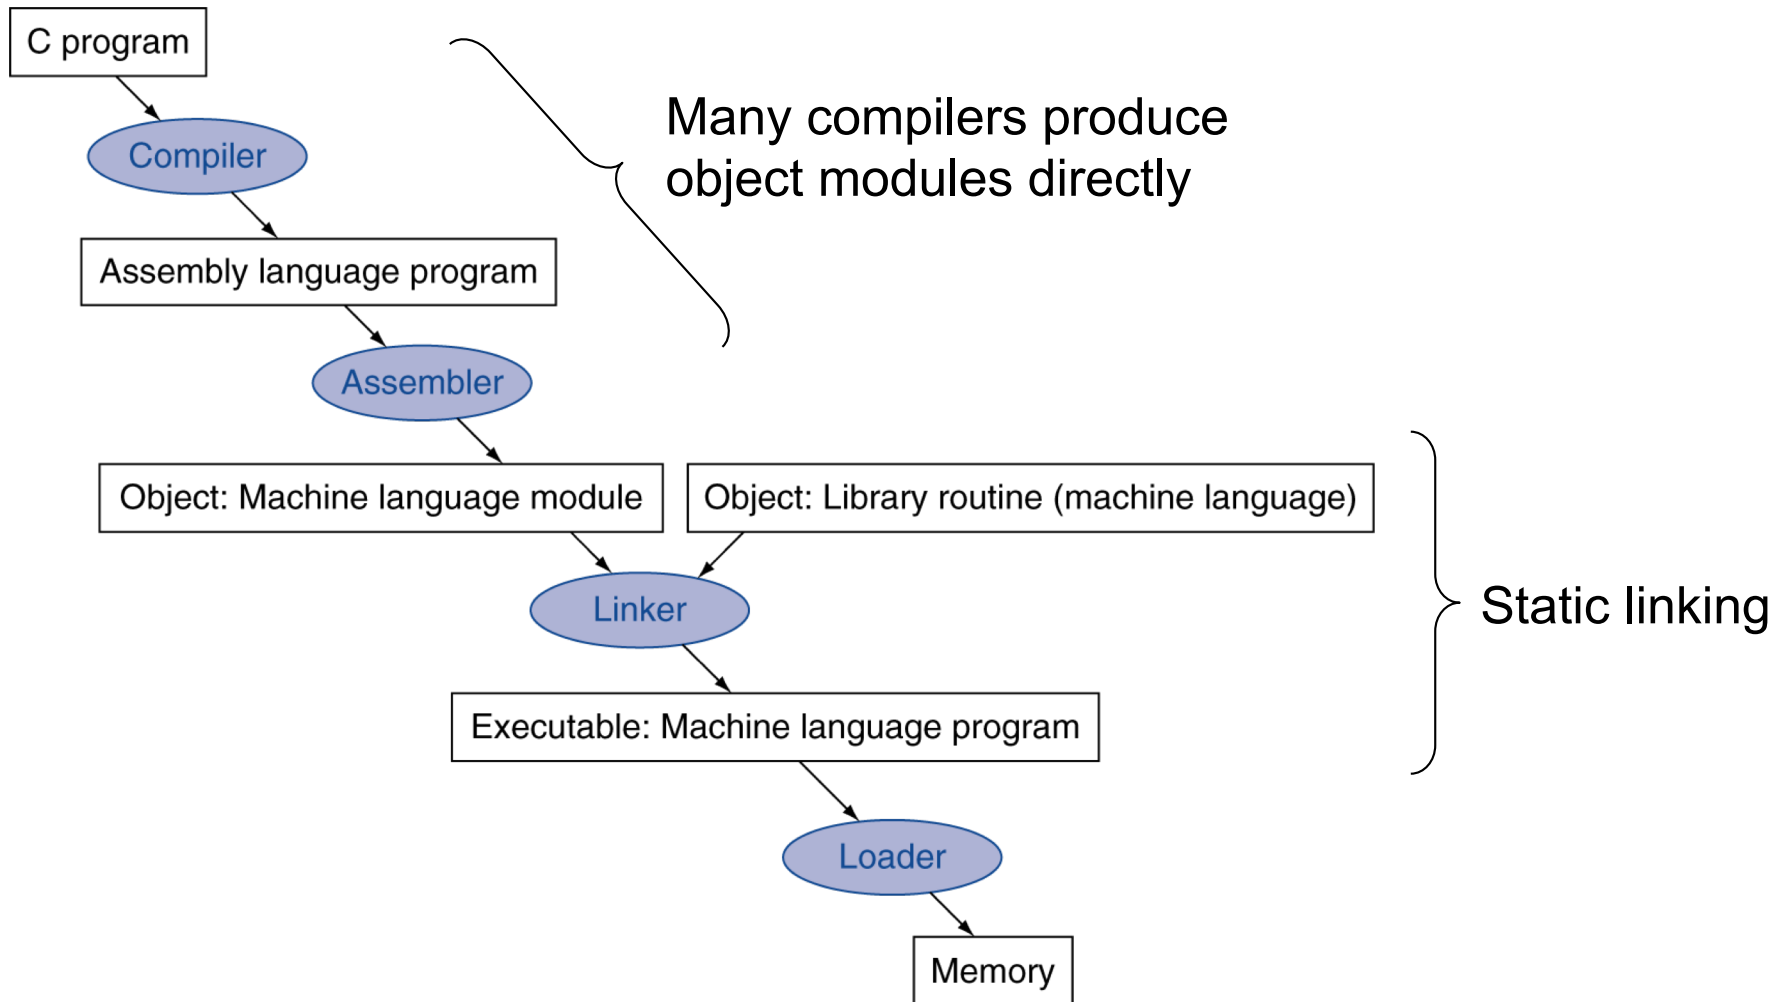 C program
Many compilers produce
object modules directly
Compiler
Assembly language program
Assembler
Object: Machine language module
Object: Library routine (machine language)
Linker
Static linking
Executable: Machine language program
Loader
Memory